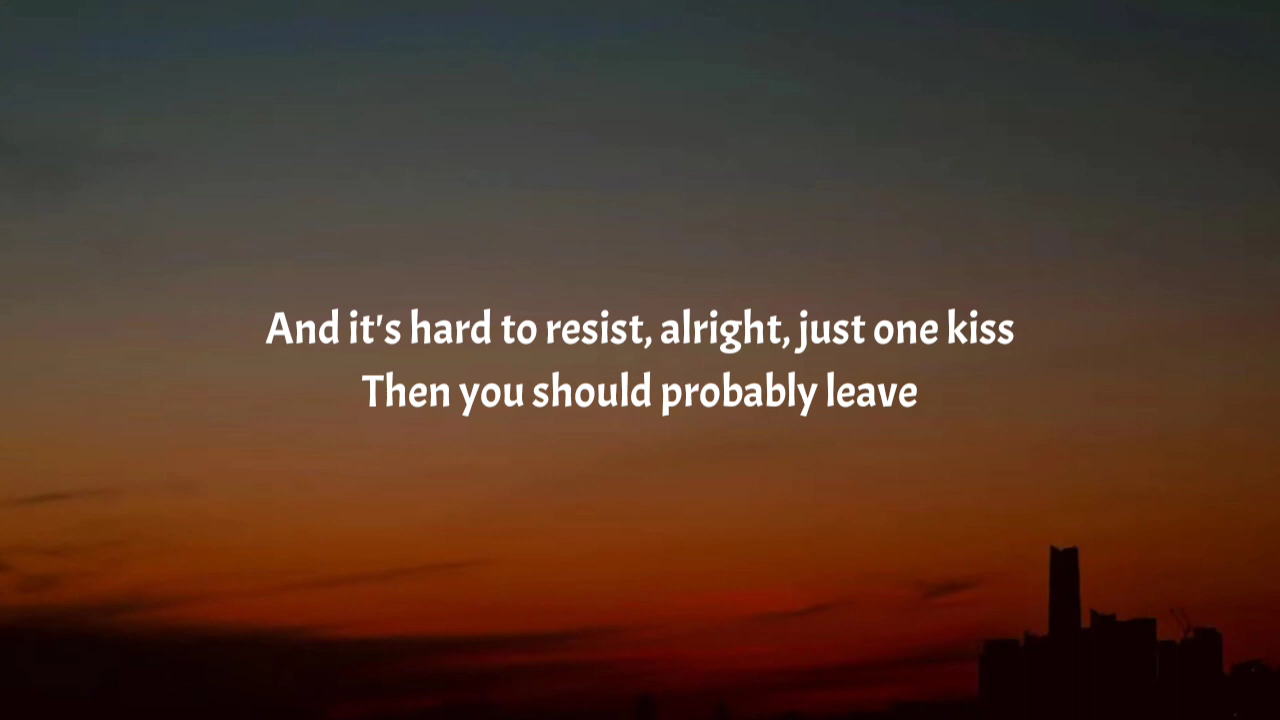 And it's hard to resist, alright, just one kiss
Then you should probably leave